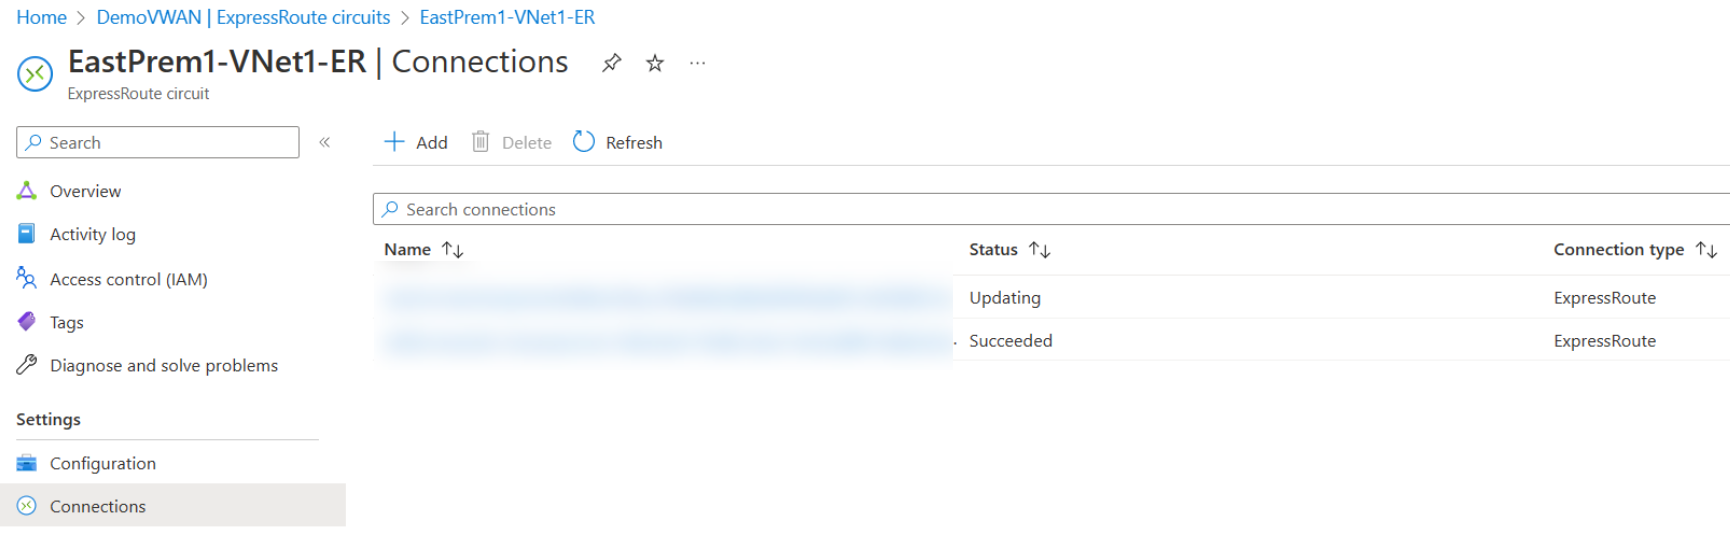 Home > DemoVWAN | ExpressRoute circuits > EastPrem1-VNet1-ER
EastPrem1-VNet1-ER | Connections
ExpressRoute circuit
Search
Add Delete Refresh
Overview
Activity log
Access control (IAM)
Tags
Diagnose and solve problems
Settings
Configuration
Connections
Search connections
Name Status Connection type
Updating ExpressRoute
Succeeded ExpressRoute